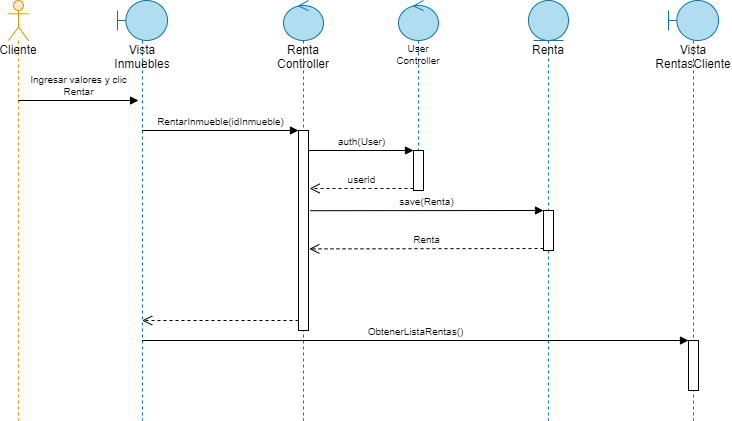 Cliente
Vista
Inmuebles
Renta
Controller
User
Controller
Renta
Vista
RentasCliente
Ingresar valores y clic
Rentar
RentarInmueble(idInmueble)
auth(User)
userId
save(Renta)
Renta
ObtenerListaRentas()